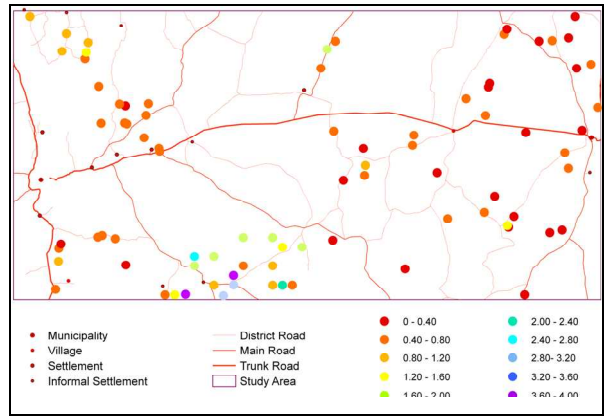 Municipality
Village
Settlement
Informal Settlement
District Road
Main Road
Trunk Road
Study Area
0 - 0.40
0.40 - 0.80
0.80 - 1.20
1.20 - 1.60
1.60 - 2.00
2.00 - 2.40
2.40 - 2.80
2.80- 3.20
3.20 - 3.60
3.60 - 4.00